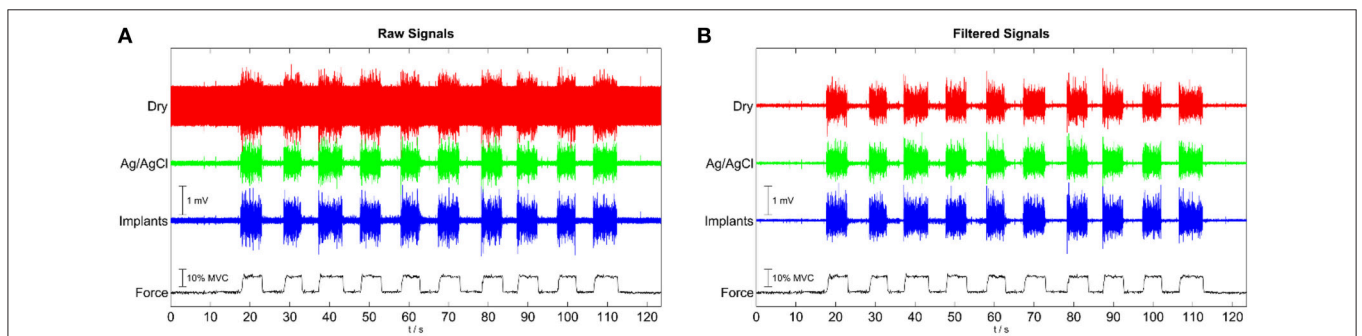 A
Raw Signals
Dry
Ag/AgCl
1 mV
Implants
10% MVC
Force
0 10 20 30 40 50 60 70 80 90 100 110 120
t / s
B
Filtered Signals
Dry
Ag/AgCl
1 mV
Implants
10% MVC
Force
0 10 20 30 40 50 60 70 80 90 100 110 120
t / s